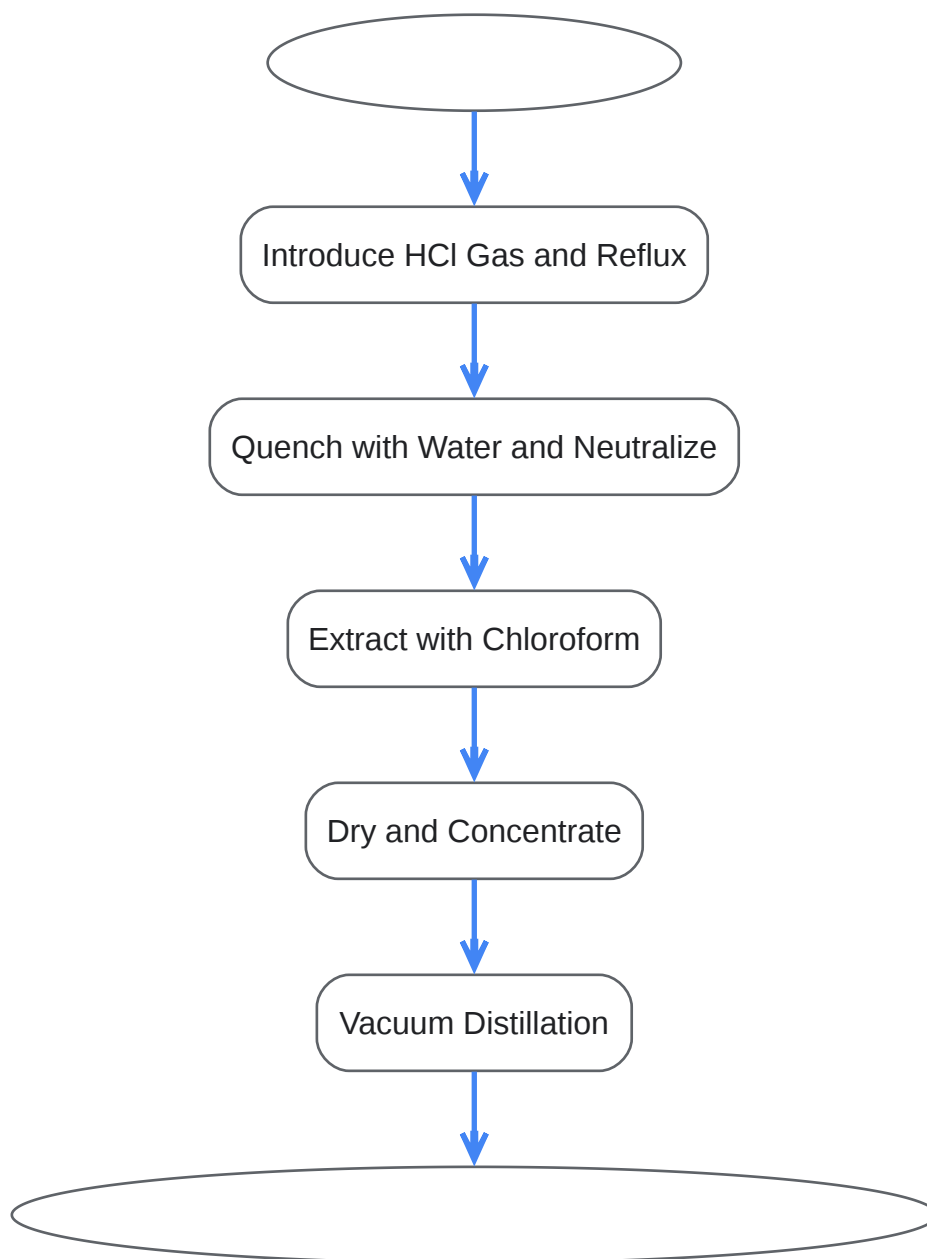 Introduce HCl Gas and Reflux
Quench with Water and Neutralize
Extract with Chloroform
Dry and Concentrate
Vacuum Distillation